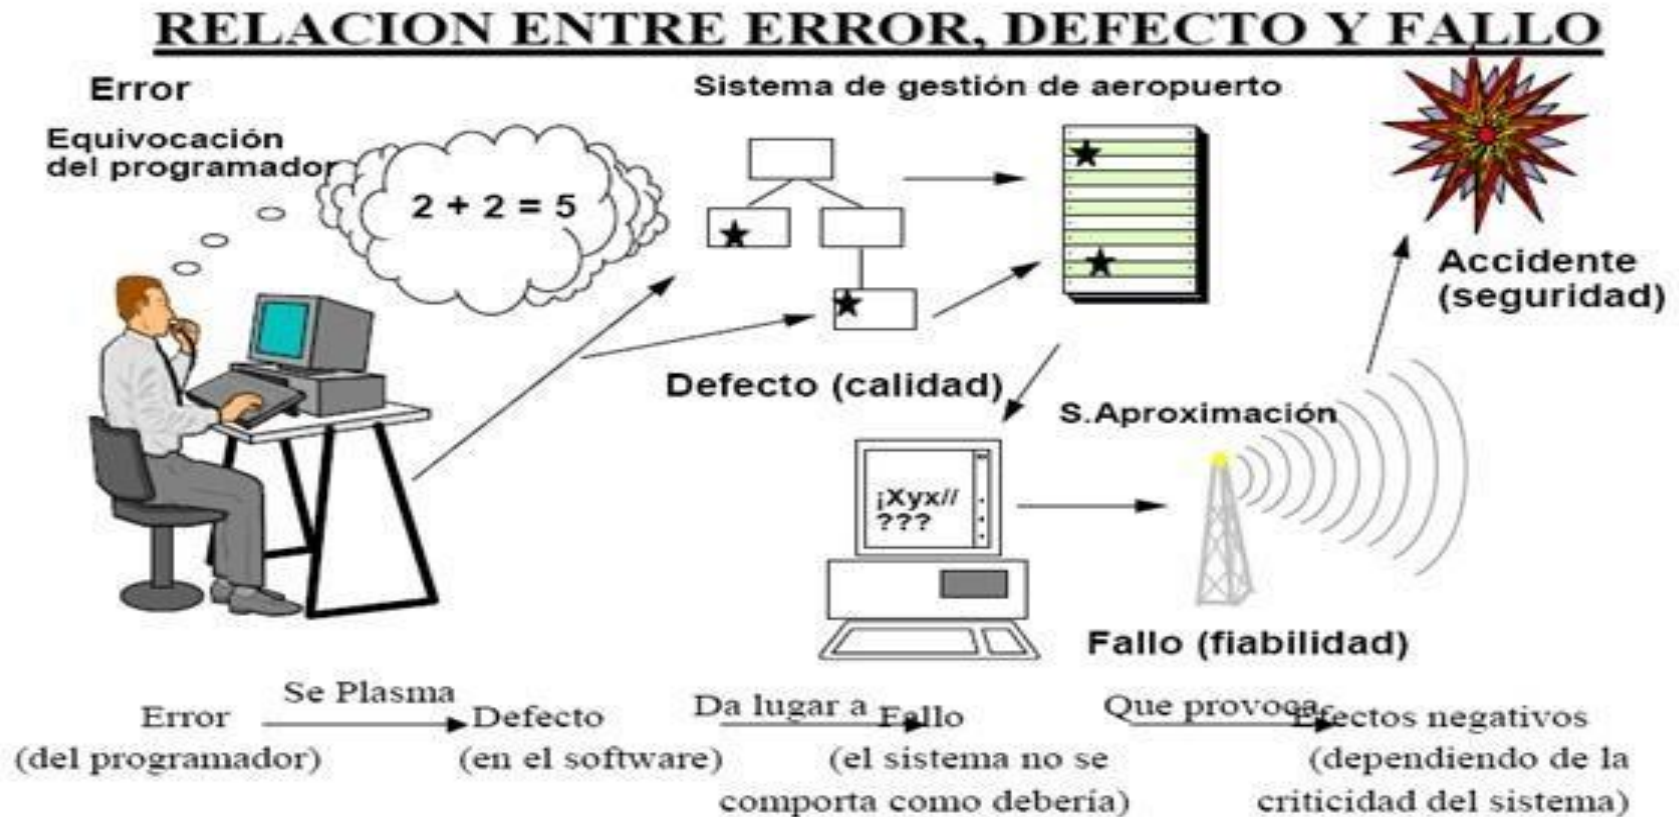 RELACION ENTRE ERROR, DEFECTO Y FALLO
Error
Equivocación
del programador
2 + 2 = 5
Sistema de gestión de aeropuerto
Accidente
(seguridad)
Defecto (calidad)
S.Aproximación
¡Xyx//
???
Fallo (fiabilidad)
Error Se Plasma Defecto Da lugar a Fallo Que provoca Efectos negativos
(del programador) (en el software) (el sistema no se (dependiendo de la
comporta como debería) criticidad del sistema)